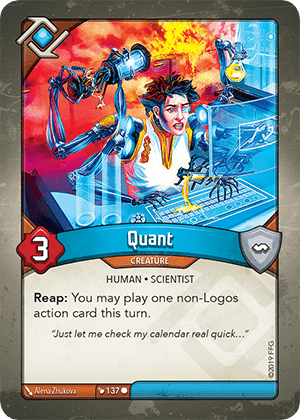 Quant
CREATURE
3
HUMAN • SCIENTIST
Reap: You may play one non-Logos
action card this turn.
"Just let me check my calendar real quick…"
Alena Zhukova
137
©2019 FFG